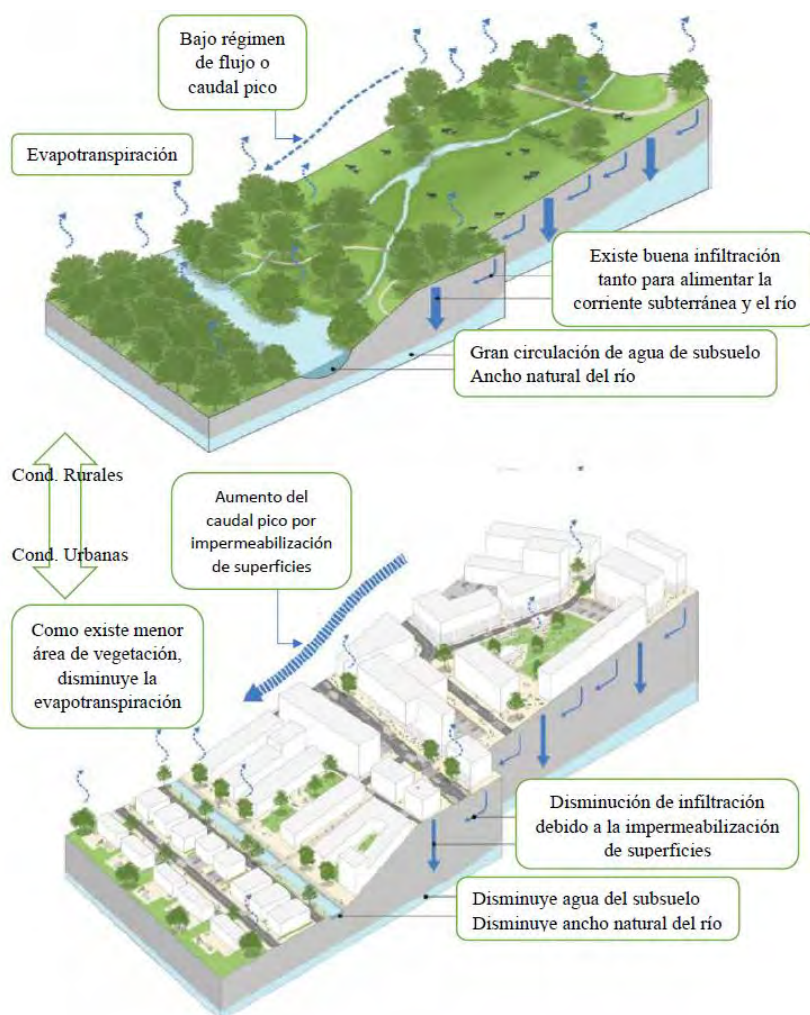 Bajo régimen
de flujo o
caudal pico
Evapotranspiración
Existe buena infiltración
tanto para alimentar la
corriente subterránea y el río
Gran circulación de agua de subsuelo
Ancho natural del río
Cond. Rurales
Cond. Urbanas
Aumento del
caudal pico por
impermeabilización
de superficies
Como existe menor
área de vegetación,
disminuye la
evapotranspiración
Disminución de infiltración
debido a la impermeabilización
de superficies
Disminuye agua del subsuelo
Disminuye ancho natural del río